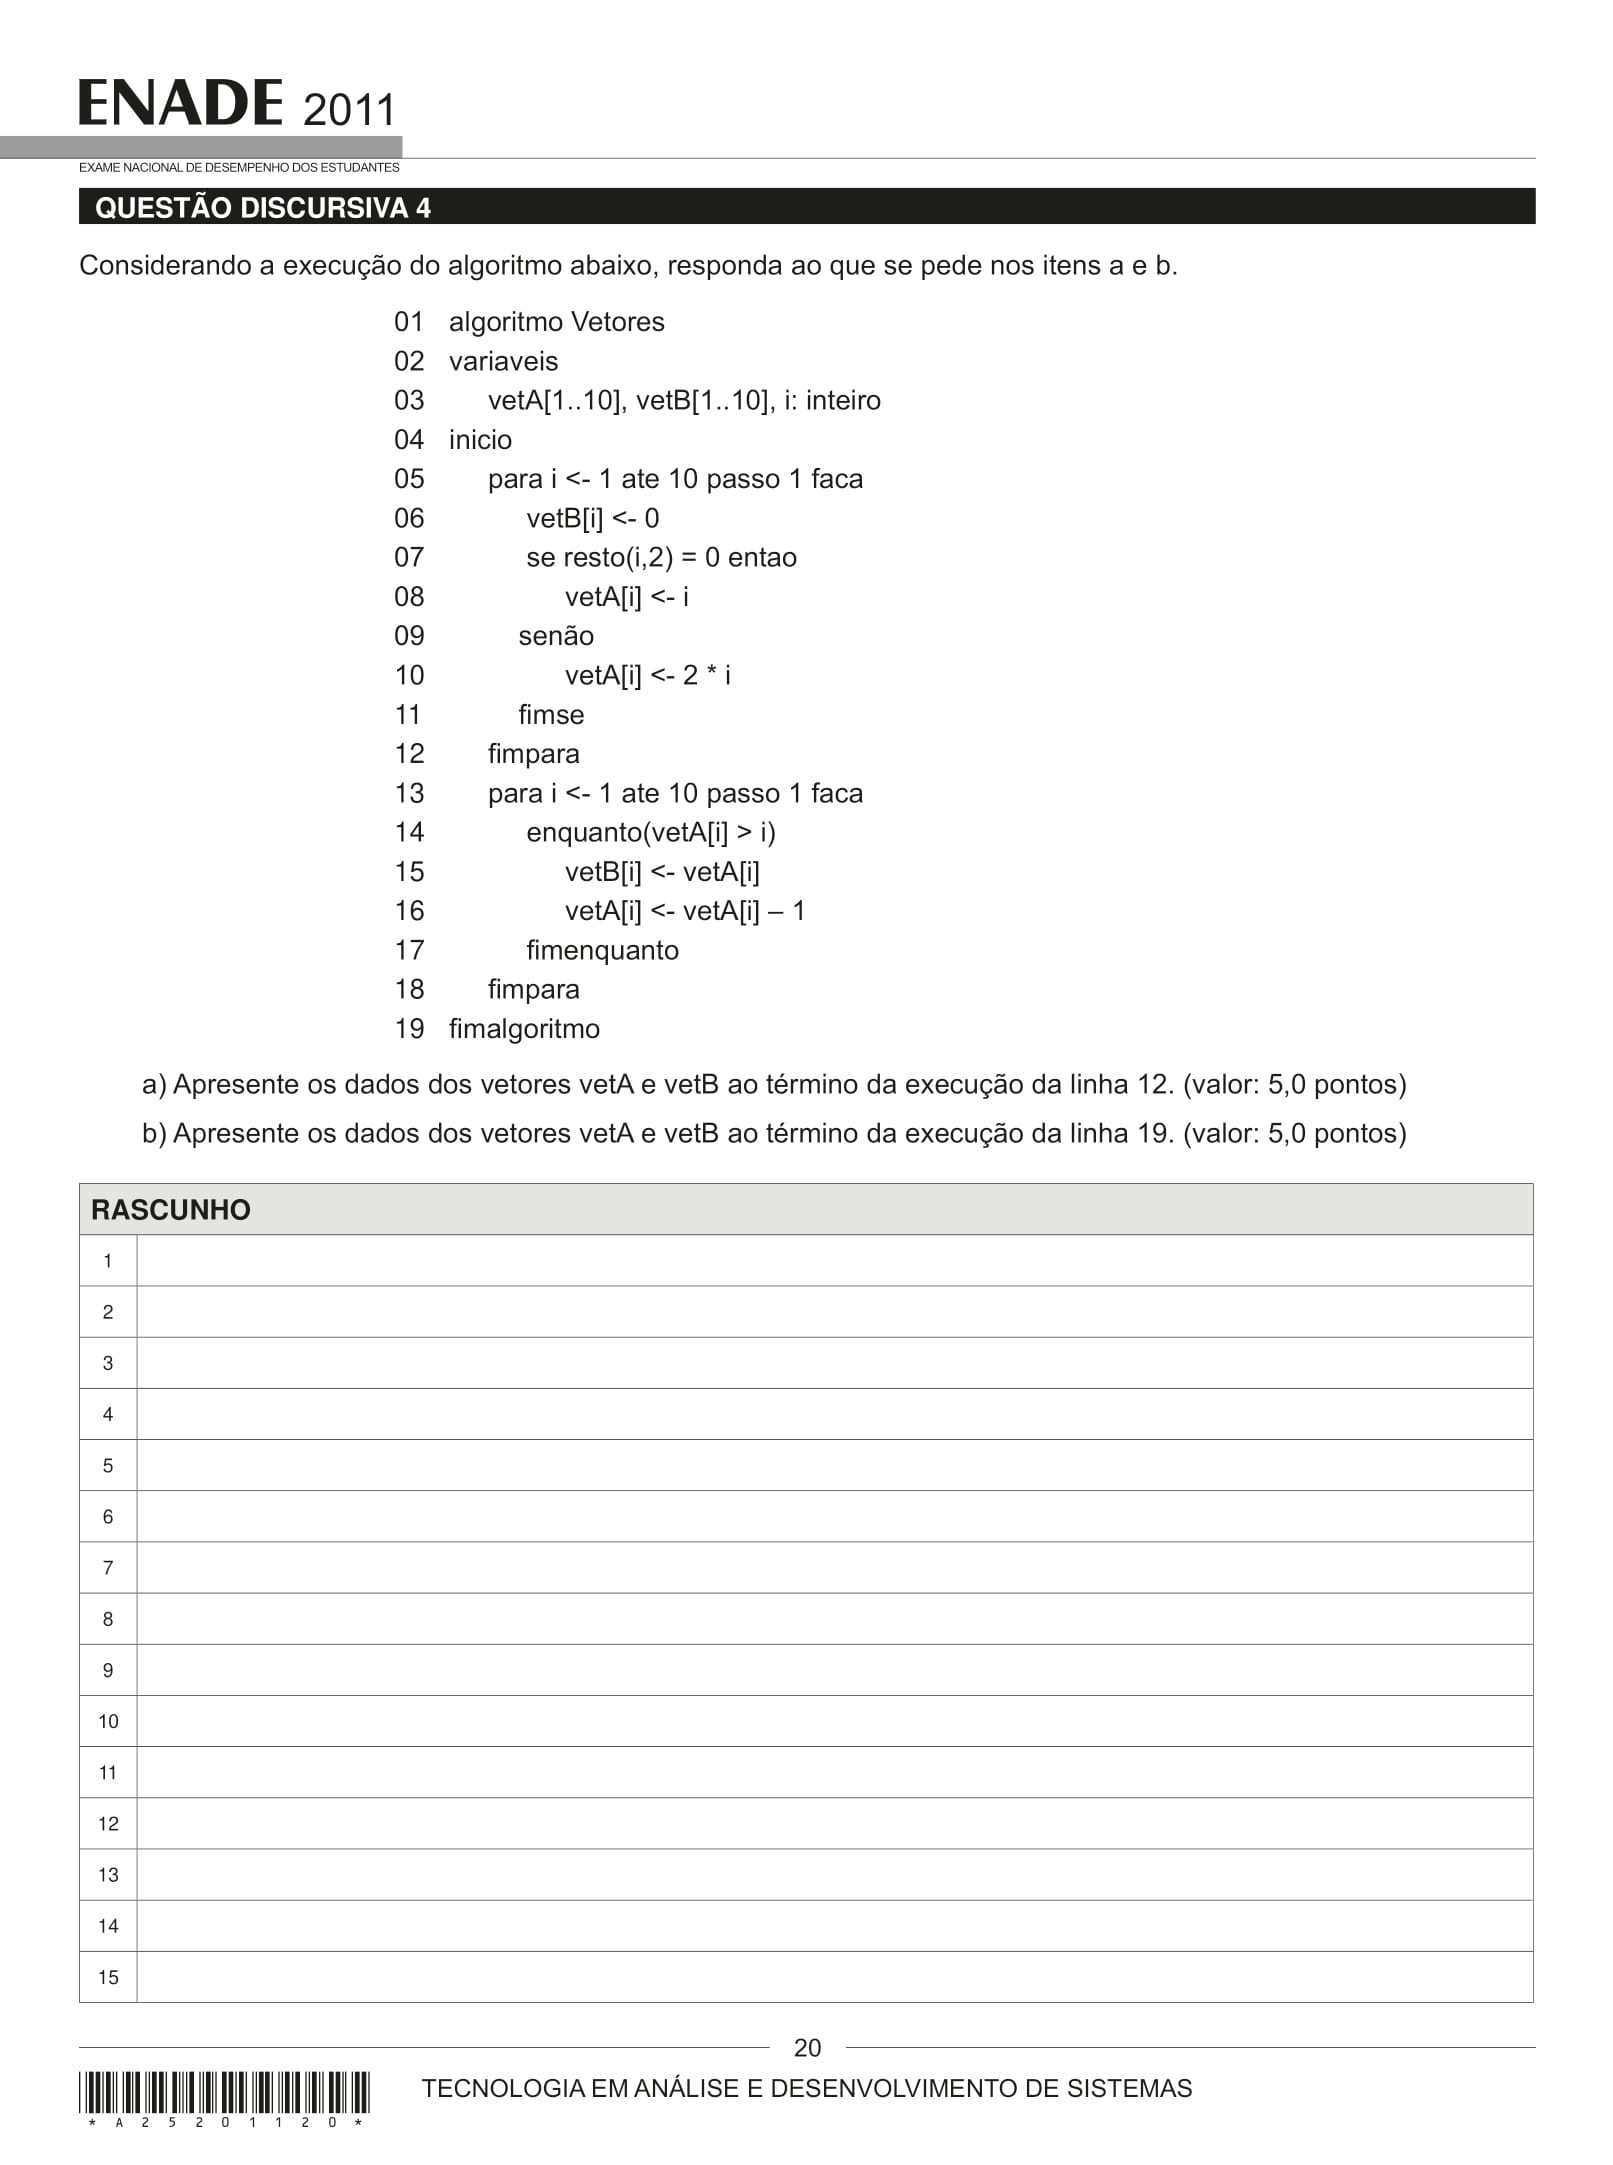 ENADE 2011
EXAME NACIONAL DE DESEMPENHO DOS ESTUDANTES
QUESTÃO DISCURSIVA 4
Considerando a execução do algoritmo abaixo, responda ao que se pede nos itens a e b.
01 algoritmo Vetores
02 variaveis
03 vetA[1..10], vetB[1..10], i: inteiro
04 inicio
05 para i <- 1 ate 10 passo 1 faca
06 vetB[i] <- 0
07 se resto(i,2) = 0 entao
08 vetA[i] <- i
09 senão
10 vetA[i] <- 2 * i
11 fimse
12 fimpara
13 para i <- 1 ate 10 passo 1 faca
14 enquanto(vetA[i] > i)
15 vetB[i] <- vetA[i]
16 vetA[i] <- vetA[i] – 1
17 fimenquanto
18 fimpara
19 fimalgoritmo
a) Apresente os dados dos vetores vetA e vetB ao término da execução da linha 12. (valor: 5,0 pontos)
b) Apresente os dados dos vetores vetA e vetB ao término da execução da linha 19. (valor: 5,0 pontos)
RASCUNHO
1
2
3
4
5
6
7
8
9
10
11
12
13
14
15
20
TECNOLOGIA EM ANÁLISE E DESENVOLVIMENTO DE SISTEMAS
* A 2 5 2 0 1 1 2 0 *